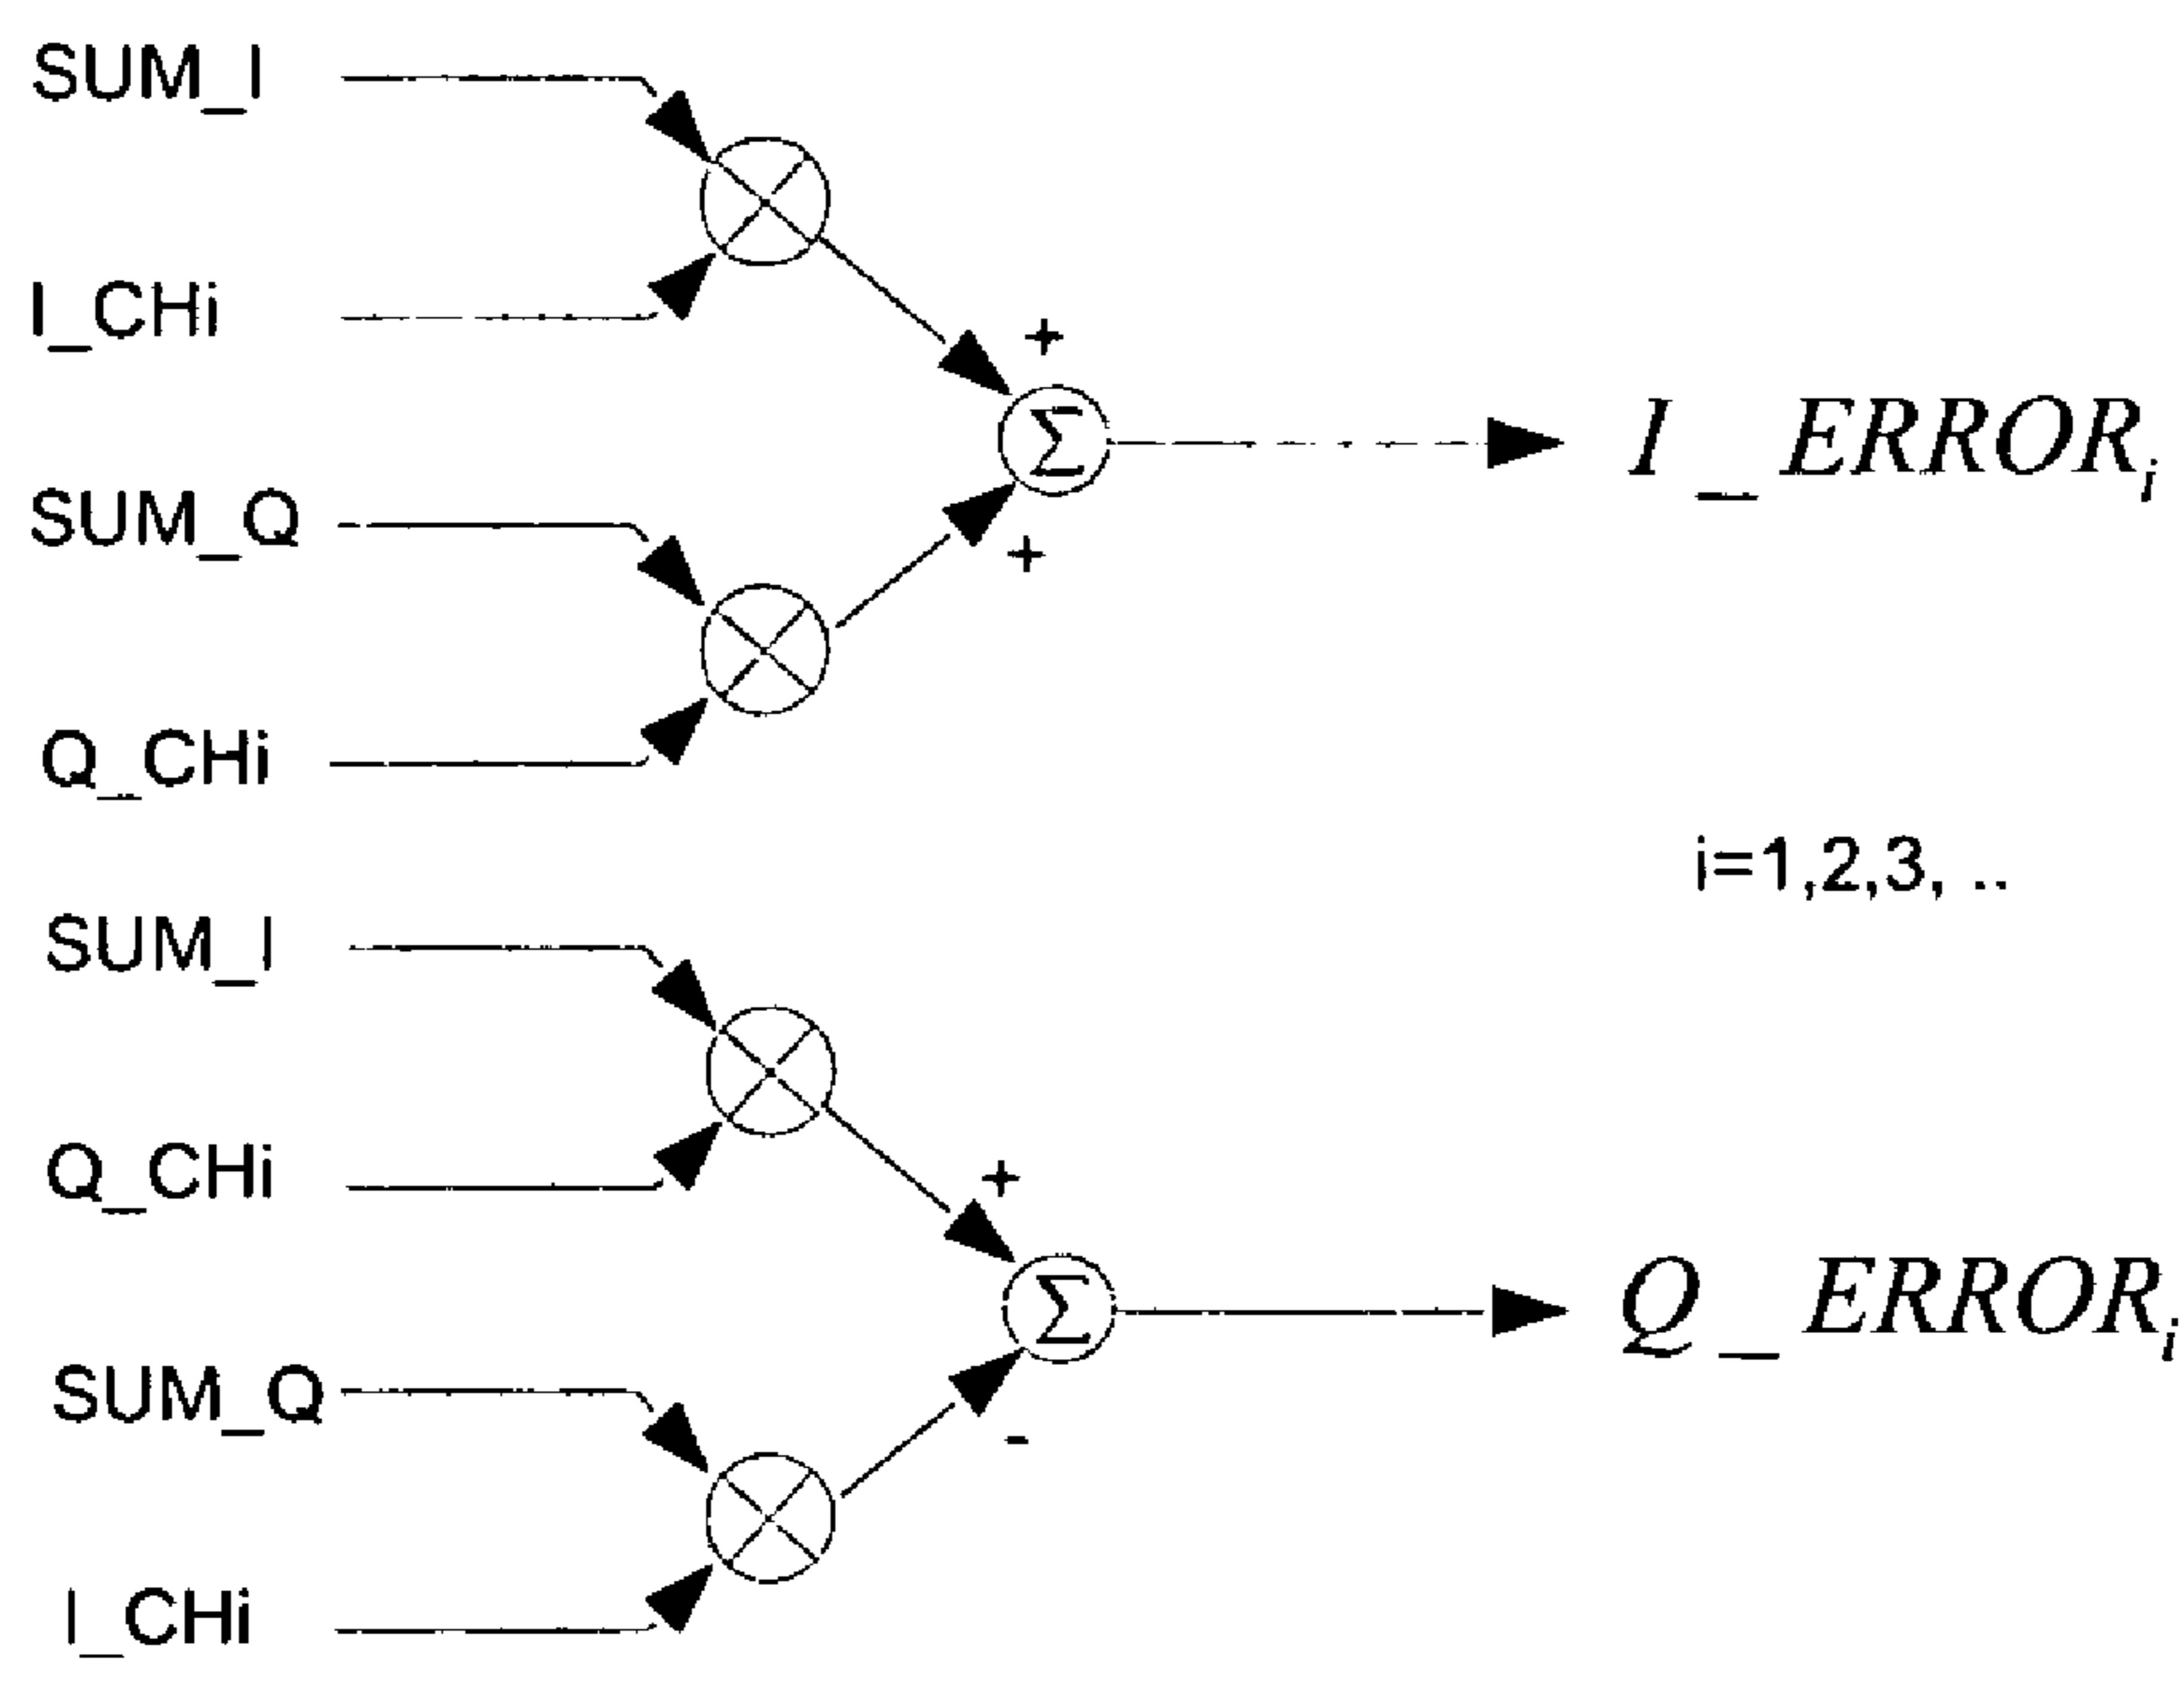 SUM_I
I_CHi
+
Σ
I_ERRORi
SUM_Q
+
Q_CHi
i=1,2,3, ..
SUM_I
Q_CHi
+
Σ
Q_ERRORi
SUM_Q
-
I_CHi